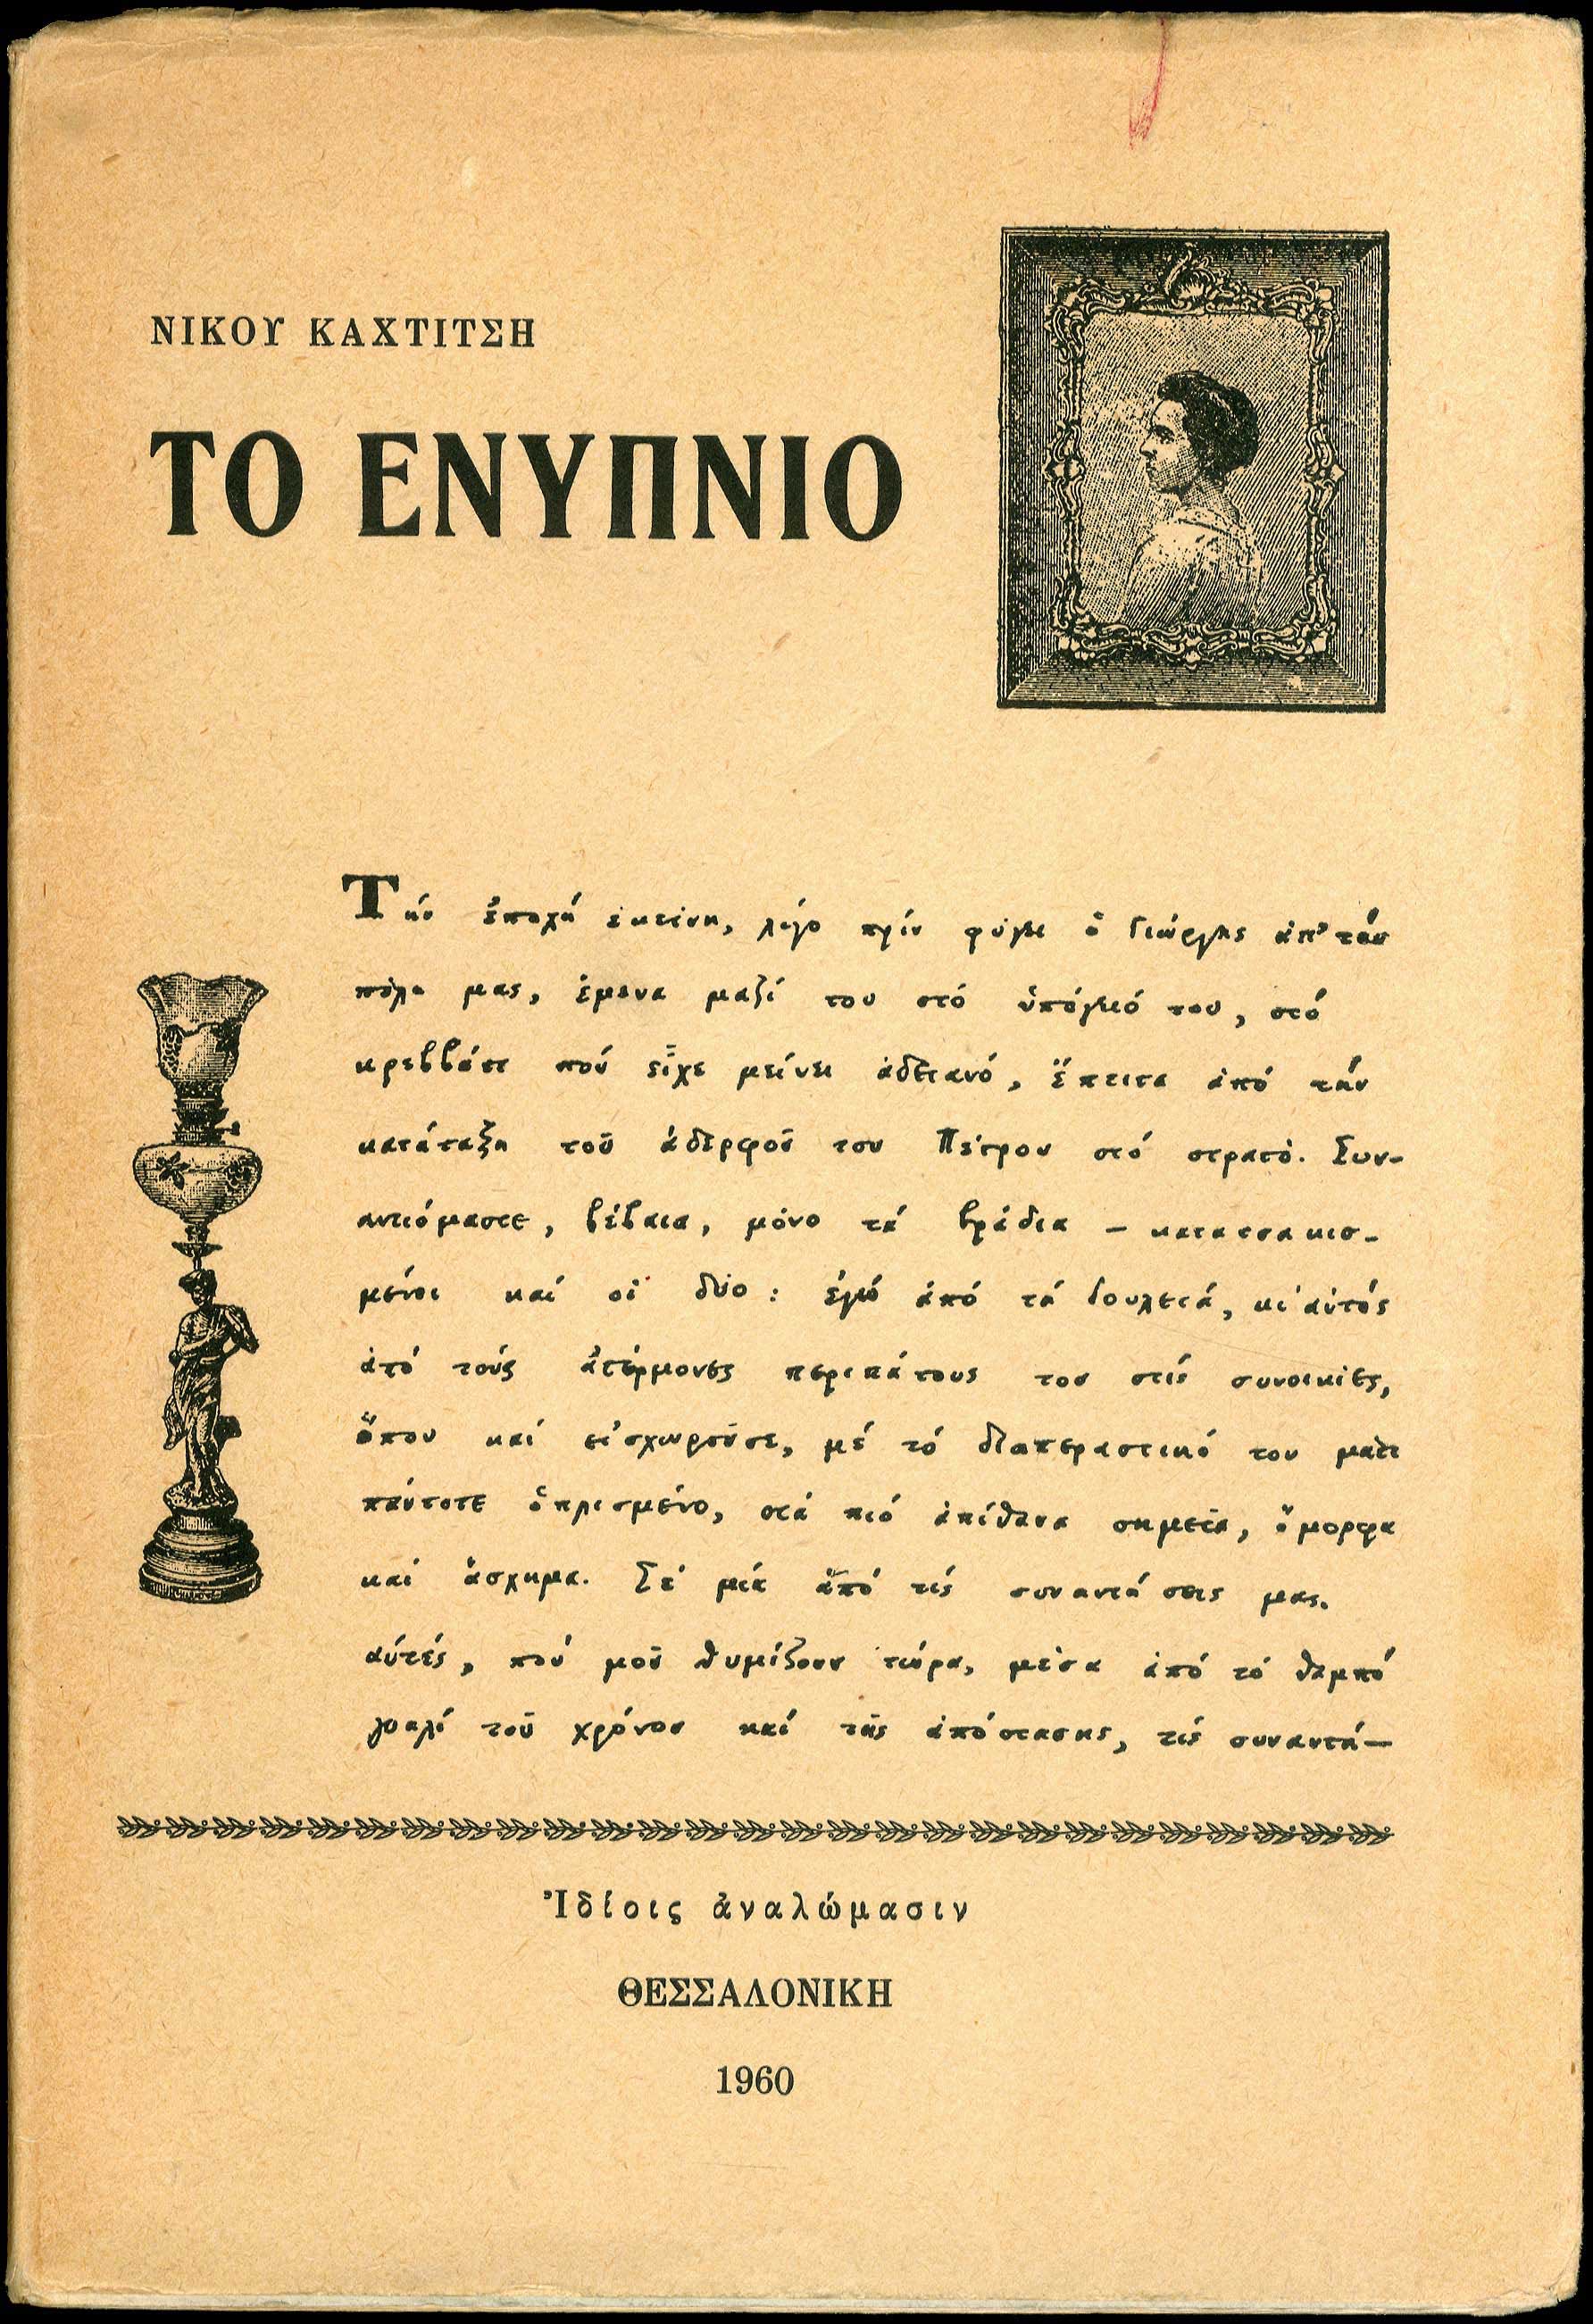 ΝΙΚΟΥ ΚΑΧΤΙΤΣΗ
ΤΟ ΕΝΥΠΝΙΟ
Τήν ἐποχή ἐκείνη, λίγο πρίν φύγει ὁ Γιώργης ἀπ' τήν
πόλη μας, ἔμενα μαζί του στό ὑπόγειό του, στό
κρεββάτι πού εἶχε μείνει ἀδειανό, ἔπειτα ἀπό τήν
κατάταξη τοῦ ἀδερφοῦ του Πέτρου στό στρατό. Συν-
αντιόμαστε, βέβαια, μόνο τά βράδια – κατατσακισ-
μένοι καί οἱ δύο: ἐγώ ἀπό τή δουλειά, κι' αὐτός
ἀπό τούς ἀτέρμονες περιπάτους του στίς συνοικίες,
ὅπου καί εἰσχωροῦσε, μέ τό διαπεραστικό του μάτι
πάντοτε ὁπλισμένο, στά πιό ἀπίθανα σημεῖα, ὄμορφα
καί ἄσχημα. Σέ μιά ἀπό τίς συναντήσεις μας
αὐτές, πού μοῦ θυμίζουν τώρα, μέσα ἀπό τό θαμπό
γυαλί τοῦ χρόνου καί τῆς ἀπόστασης, τίς συναντή–
Ἰδίοις ἀναλώμασιν
ΘΕΣΣΑΛΟΝΙΚΗ
1960